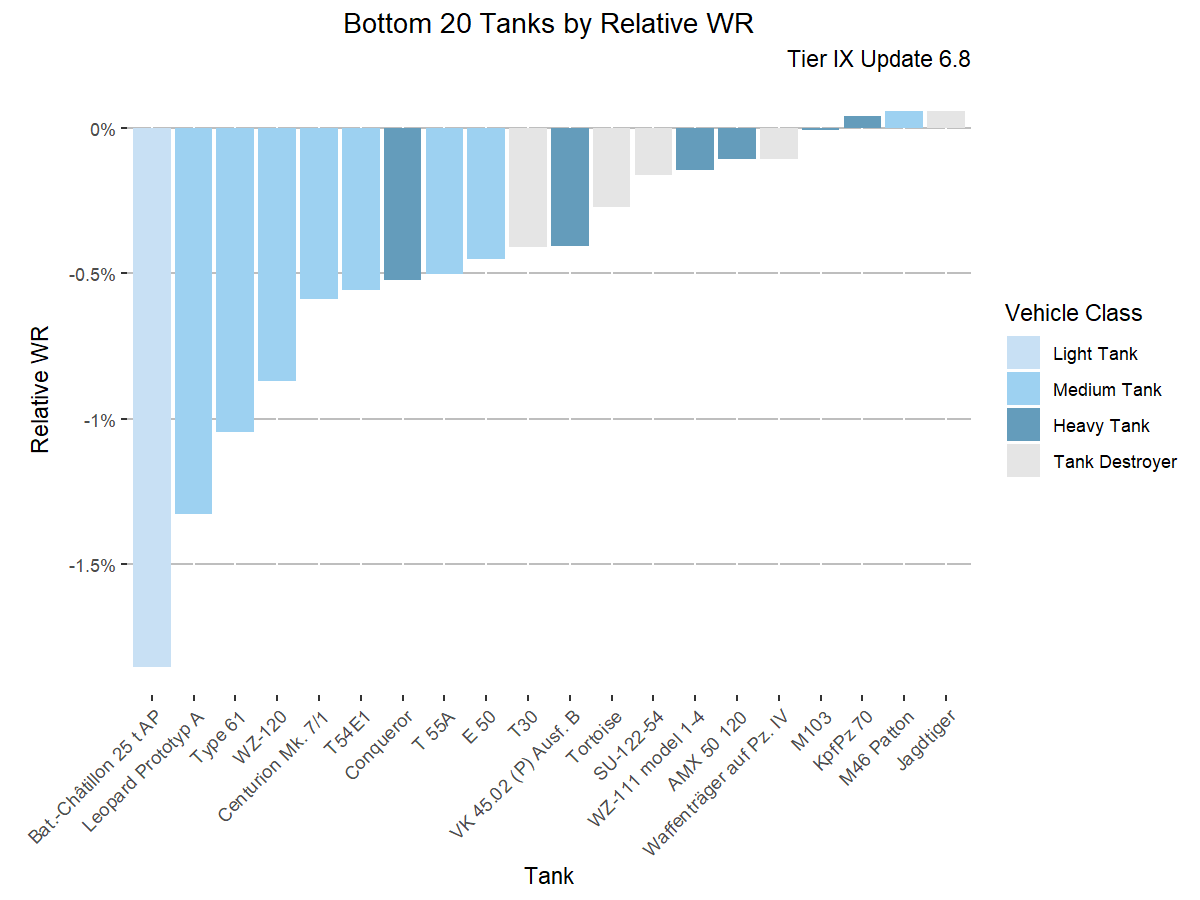 Bottom 20 Tanks by Relative WR
Tier IX Update 6.8
0%
-0.5%
-1%
-1.5%
Relative WR
Bat.-Châtillon 25 t AP
Leopard Prototyp A
Type 61
WZ-120
Centurion Mk. 7/1
T54E1
Conqueror
T 55A
E 50
T30
VK 45.02 (P) Ausf. B
Tortoise
SU-122-54
WZ-111 model 1-4
AMX 50 120
Waffenträger auf Pz. IV
M103
KpfPz 70
M46 Patton
Jagdtiger
Tank
Vehicle Class
Light Tank
Medium Tank
Heavy Tank
Tank Destroyer